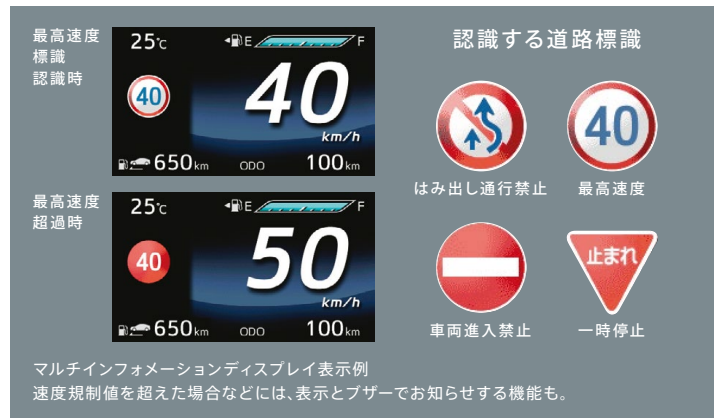 最高速度
標識
認識時
25℃
E F
40
40
km/h
650km ODO 100km
最高速度
超過時
25℃
E F
40
50
km/h
650km ODO 100km
認識する道路標識
40
はみ出し通行禁止 最高速度
止まれ
車両進入禁止 一時停止
マルチインフォメーションディスプレイ表示例
速度規制値を超えた場合などには、表示とブザーでお知らせする機能も。